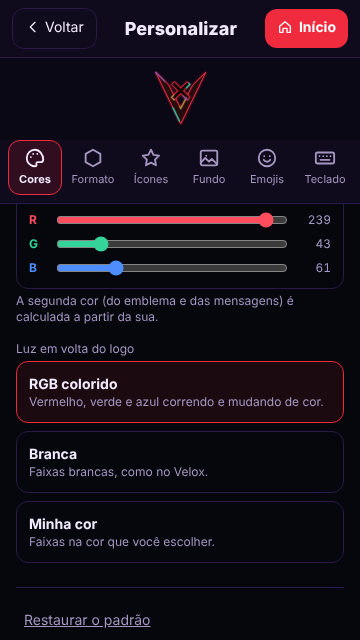 Voltar
Personalizar
Início
Cores
Formato
Ícones
Fundo
Emojis
Teclado
R 239
G 43
B 61
A segunda cor (do emblema e das mensagens) é
calculada a partir da sua.
Luz em volta do logo
RGB colorido
Vermelho, verde e azul correndo e mudando de cor.
Branca
Faixas brancas, como no Velox.
Minha cor
Faixas na cor que você escolher.
Restaurar o padrão